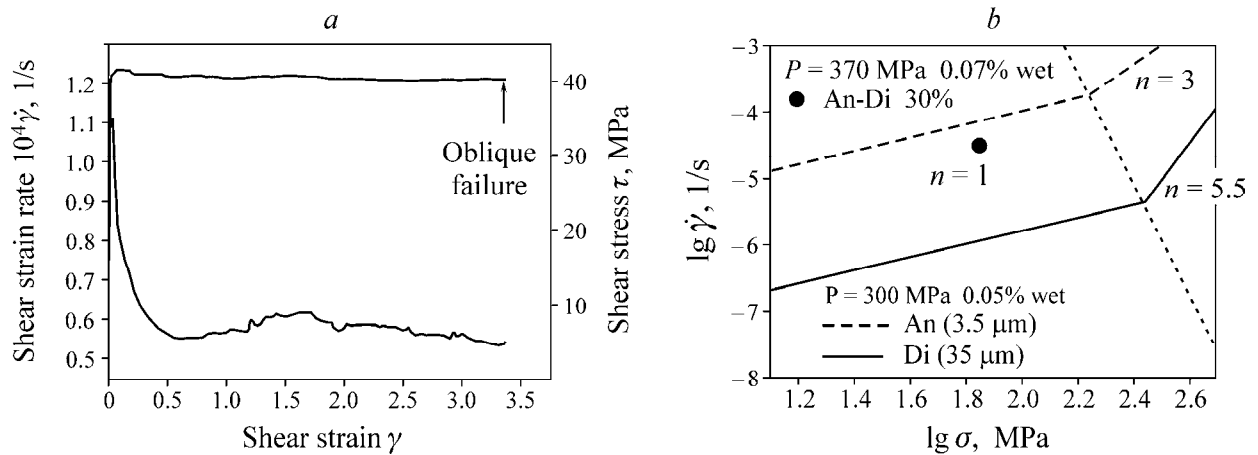 a
Shear strain rate 10⁴γ̇, 1/s
1.2
1.1
1.0
0.9
0.8
0.7
0.6
0.5
40
30
20
10
Shear stress τ, MPa
Oblique
failure
0
0.5
1.0
1.5
2.0
2.5
3.0
3.5
Shear strain γ
b
lg γ̇, 1/s
−3
−4
−5
−6
−7
−8
P = 370 MPa 0.07% wet
An-Di 30%
n = 3
n = 1
n = 5.5
P = 300 MPa 0.05% wet
An (3.5 μm)
Di (35 μm)
1.2
1.4
1.6
1.8
2.0
2.2
2.4
2.6
lg σ, MPa